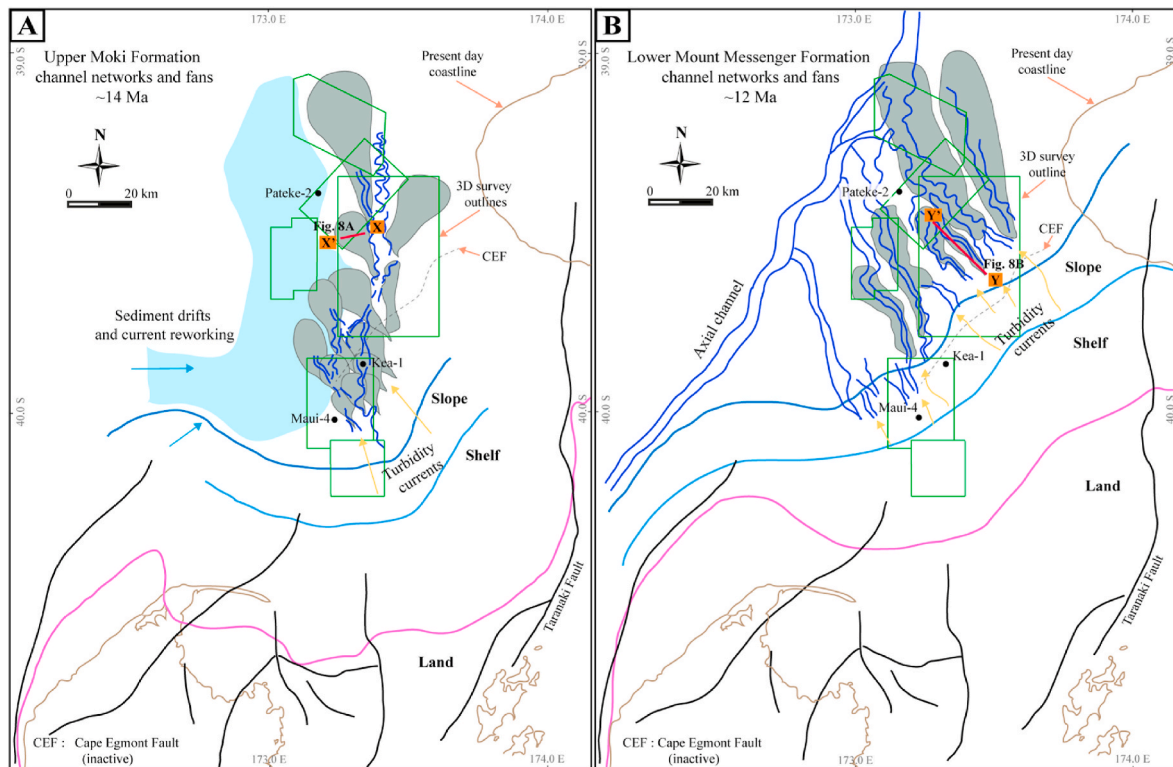 A
173.0 E
174.0 E
39.0 S
Upper Moki Formation
channel networks and fans
~14 Ma
Present day
coastline
N
0 20 km
Pateke-2
3D survey
outlines
Fig. 8A
X
X'
CEF
Sediment drifts
and current reworking
Kea-1
Maui-4
Slope
Shelf
Turbidity
currents
40.0 S
40.0 S
Taranaki Fault
Land
CEF : Cape Egmont Fault
(inactive)
173.0 E
B
173.0 E
174.0 E
39.0 S
Lower Mount Messenger Formation
channel networks and fans
~12 Ma
Present day
coastline
N
0 20 km
3D survey
outline
Pateke-2
Y'
CEF
Fig. 8B
Y
Slope
Axial channel
Turbidity
currents
Shelf
Kea-1
Maui-4
40.0 S
40.0 S
Land
Taranaki Fault
CEF : Cape Egmont Fault
(inactive)
173.0 E
174.0 E